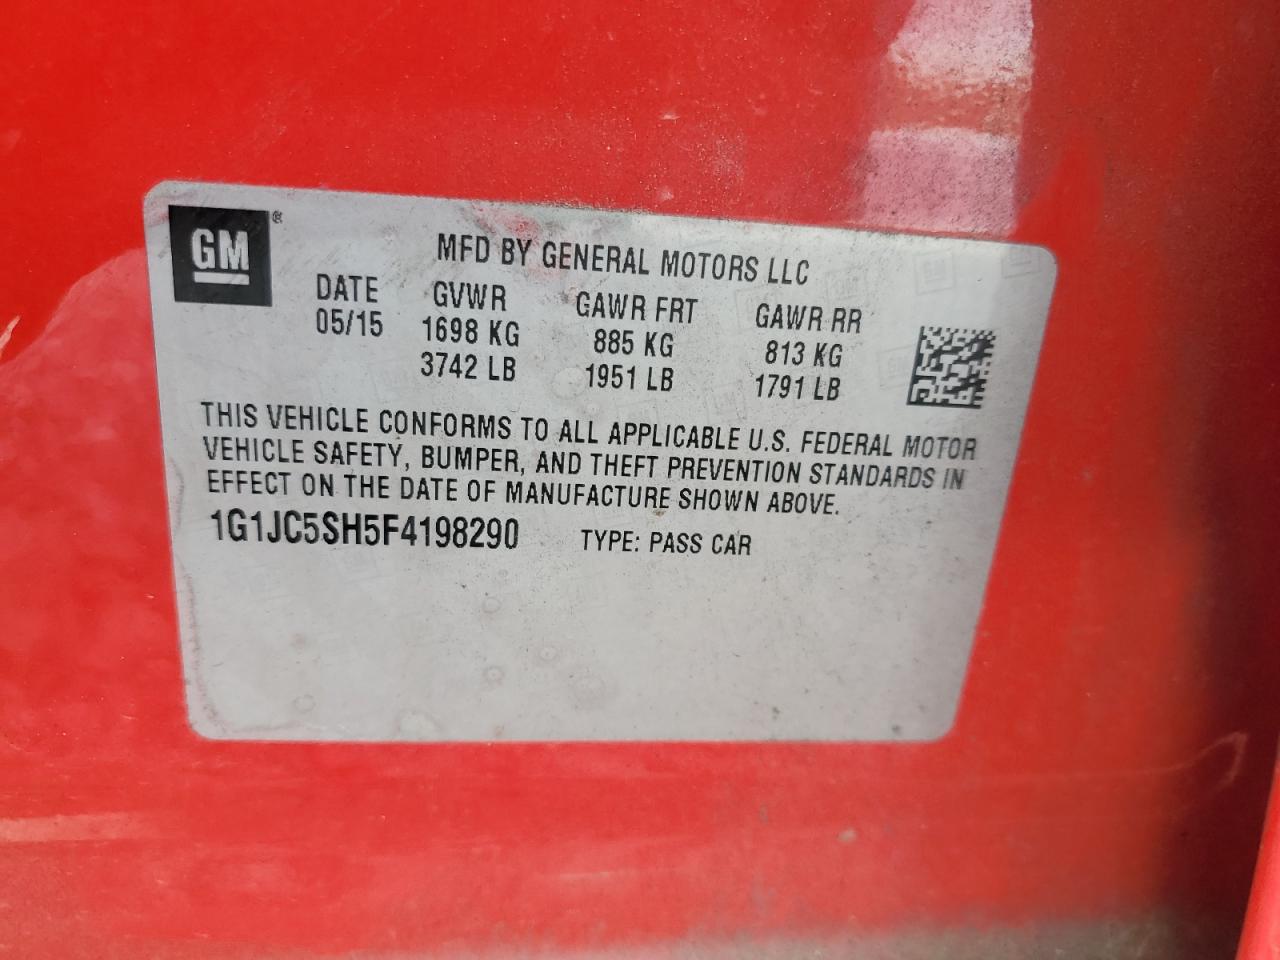 GM®
MFD BY GENERAL MOTORS LLC
DATE GVWR GAWR FRT GAWR RR
05/15 1698 KG 885 KG 813 KG
3742 LB 1951 LB 1791 LB
THIS VEHICLE CONFORMS TO ALL APPLICABLE U.S. FEDERAL MOTOR
VEHICLE SAFETY, BUMPER, AND THEFT PREVENTION STANDARDS IN
EFFECT ON THE DATE OF MANUFACTURE SHOWN ABOVE.
1G1JC5SH5F4198290 TYPE: PASS CAR